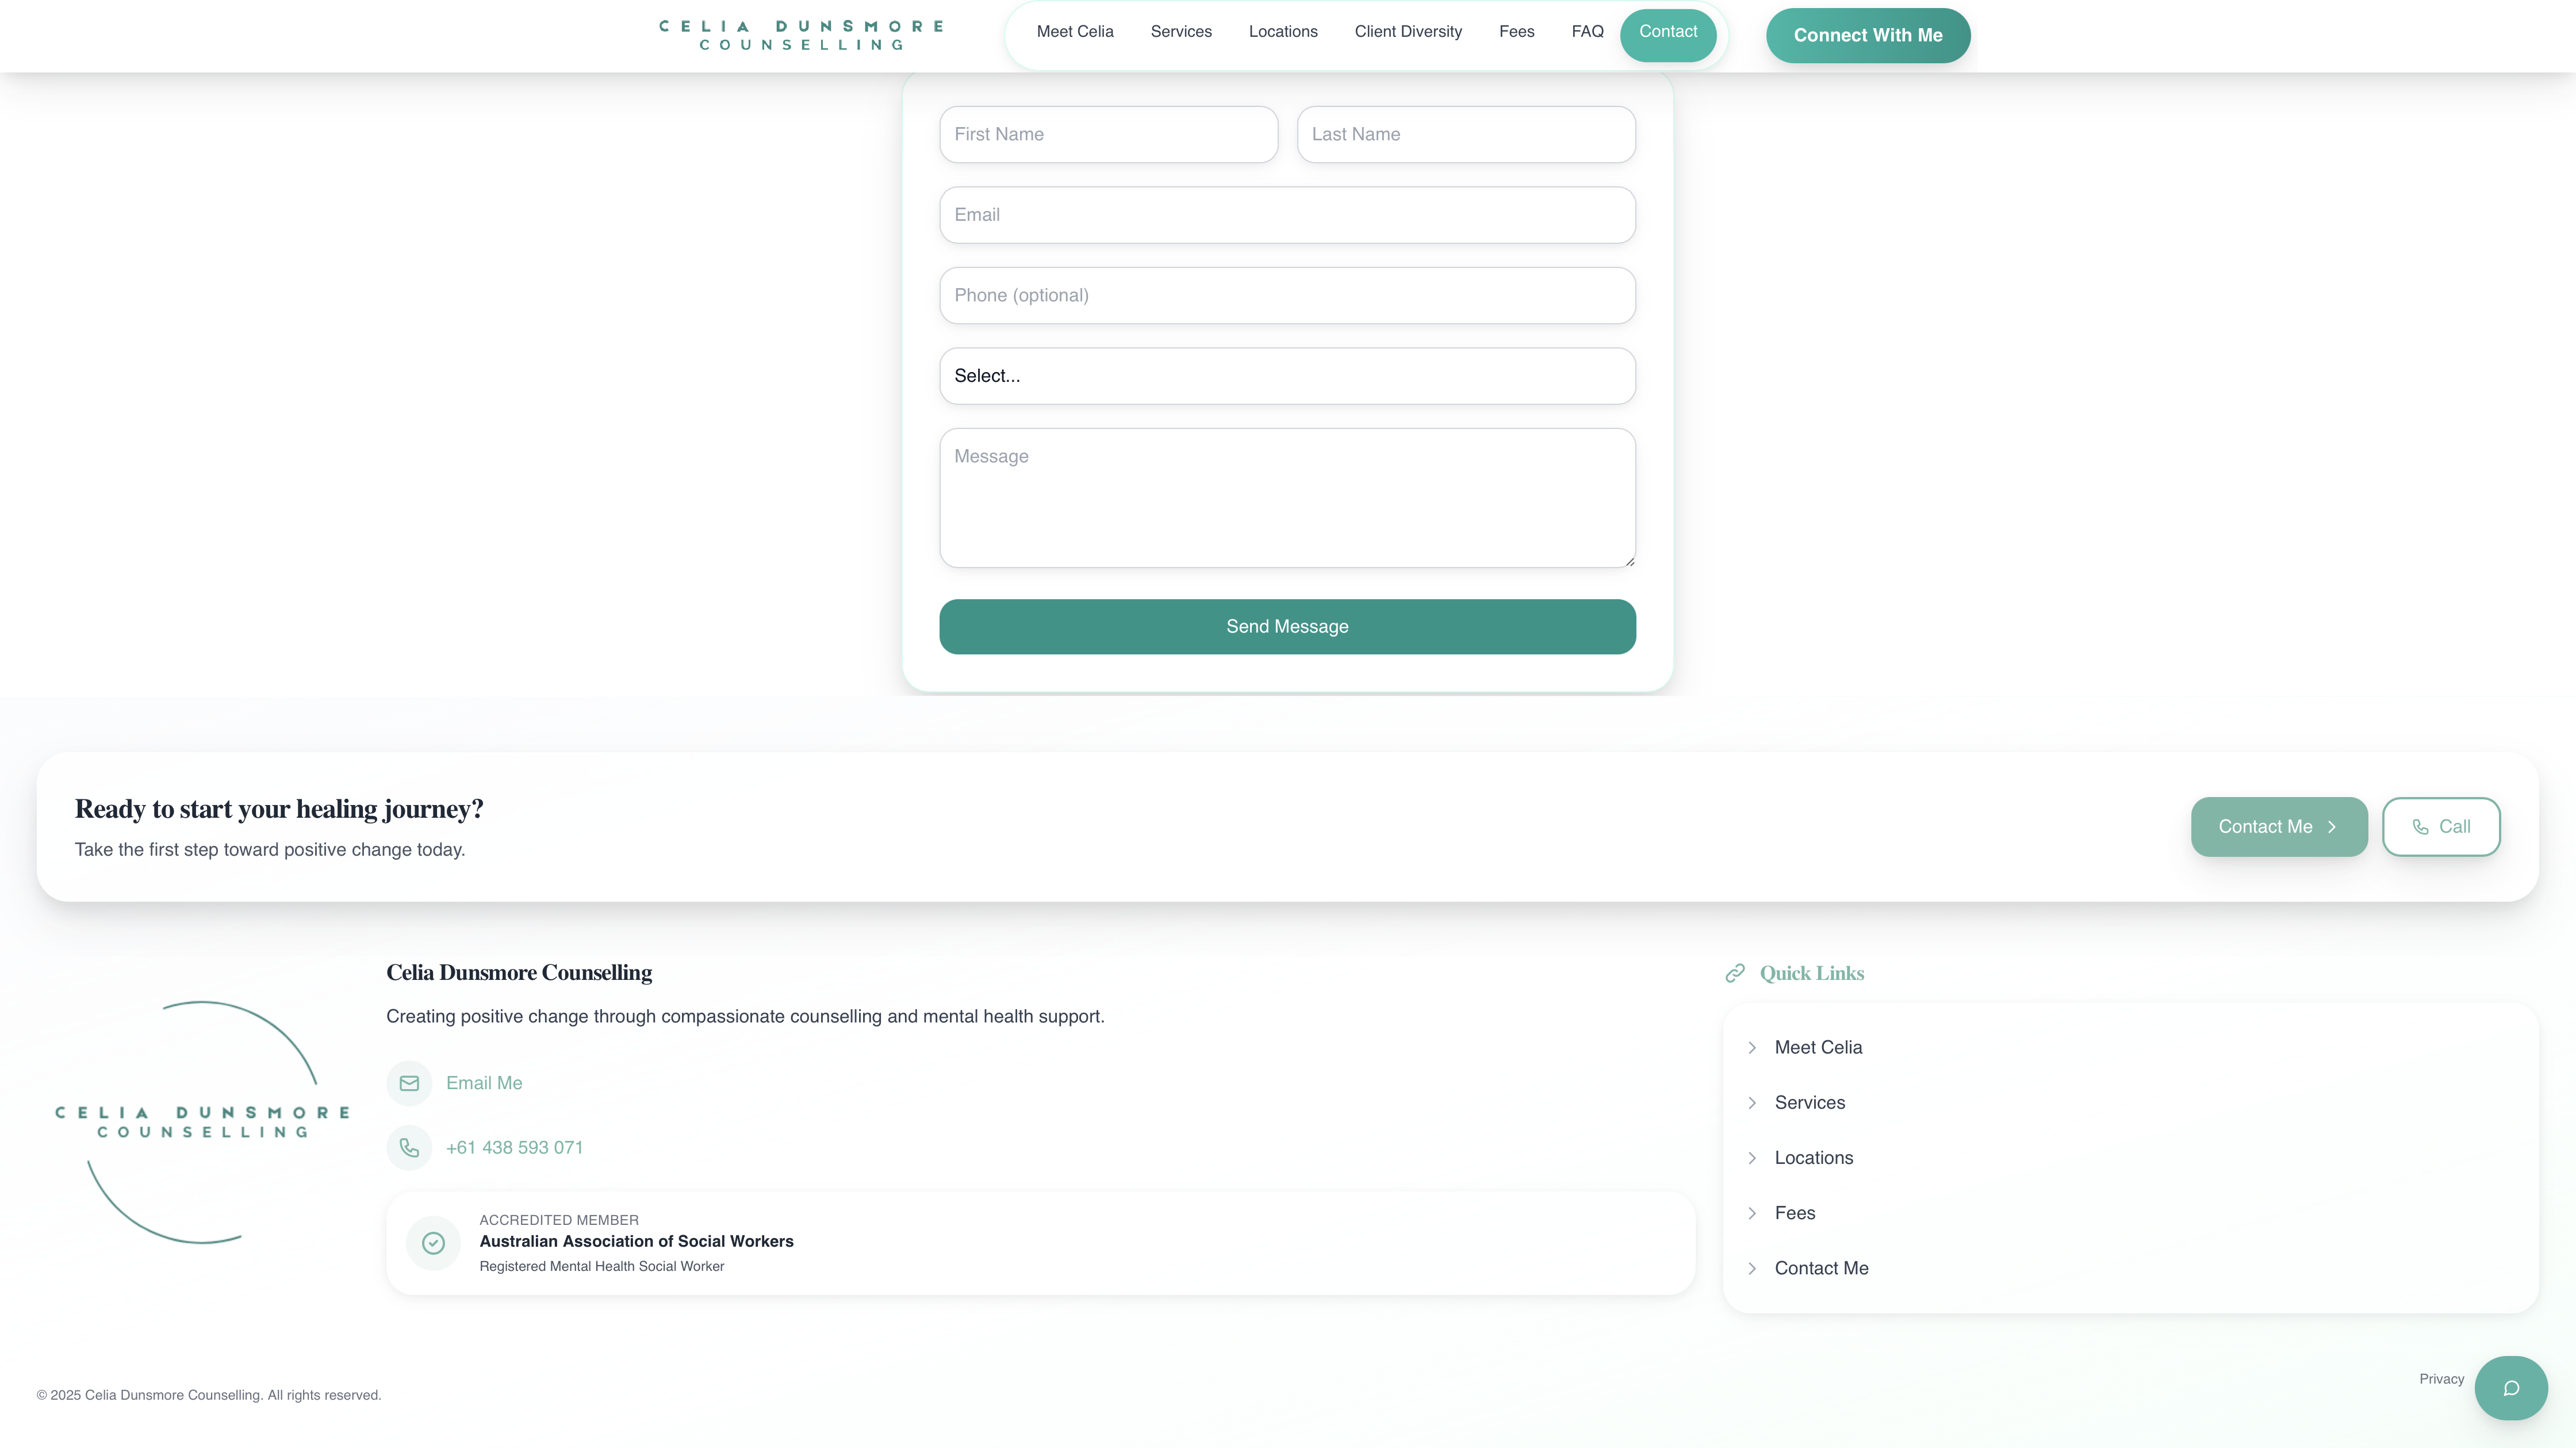 CELIA DUNSMORE
COUNSELLING
Meet Celia
Services
Locations
Client Diversity
Fees
FAQ
Contact
Connect With Me
First Name
Last Name
Email
Phone (optional)
Select...
Message
Send Message
Ready to start your healing journey?
Take the first step toward positive change today.
Contact Me
Call
CELIA DUNSMORE
COUNSELLING
Celia Dunsmore Counselling
Creating positive change through compassionate counselling and mental health support.
Email Me
+61 438 593 071
ACCREDITED MEMBER
Australian Association of Social Workers
Registered Mental Health Social Worker
Quick Links
Meet Celia
Services
Locations
Fees
Contact Me
© 2025 Celia Dunsmore Counselling. All rights reserved.
Privacy